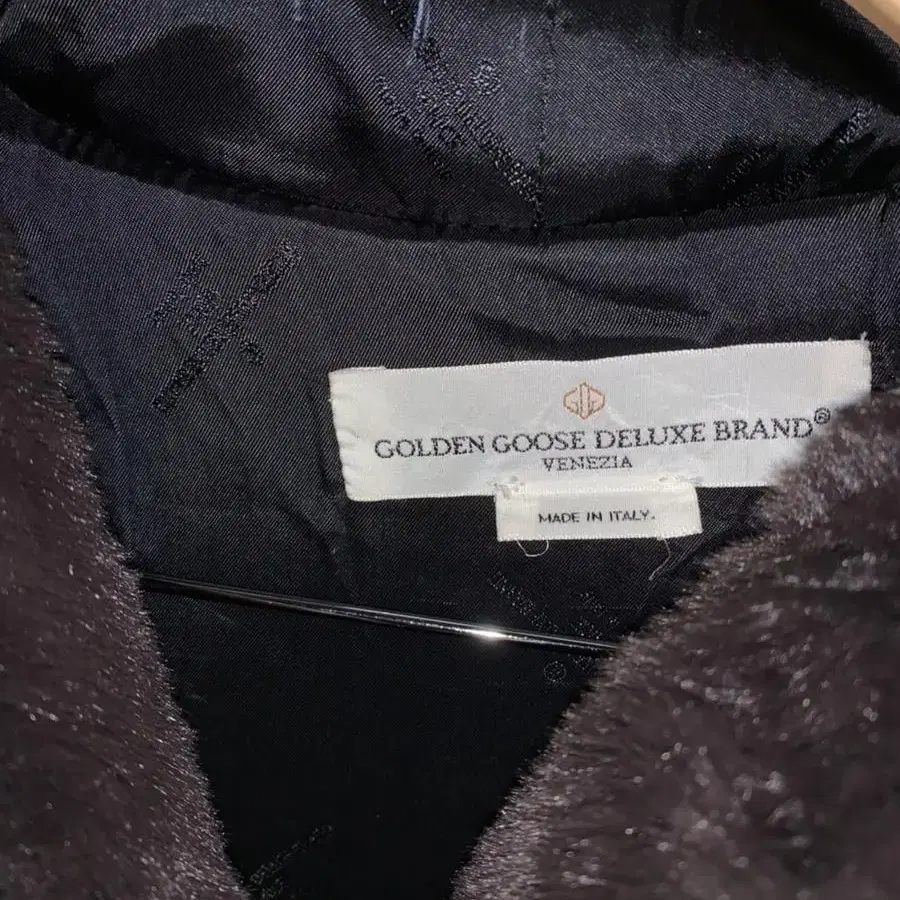 GOLDEN GOOSE DELUXE BRAND®
VENEZIA
MADE IN ITALY.